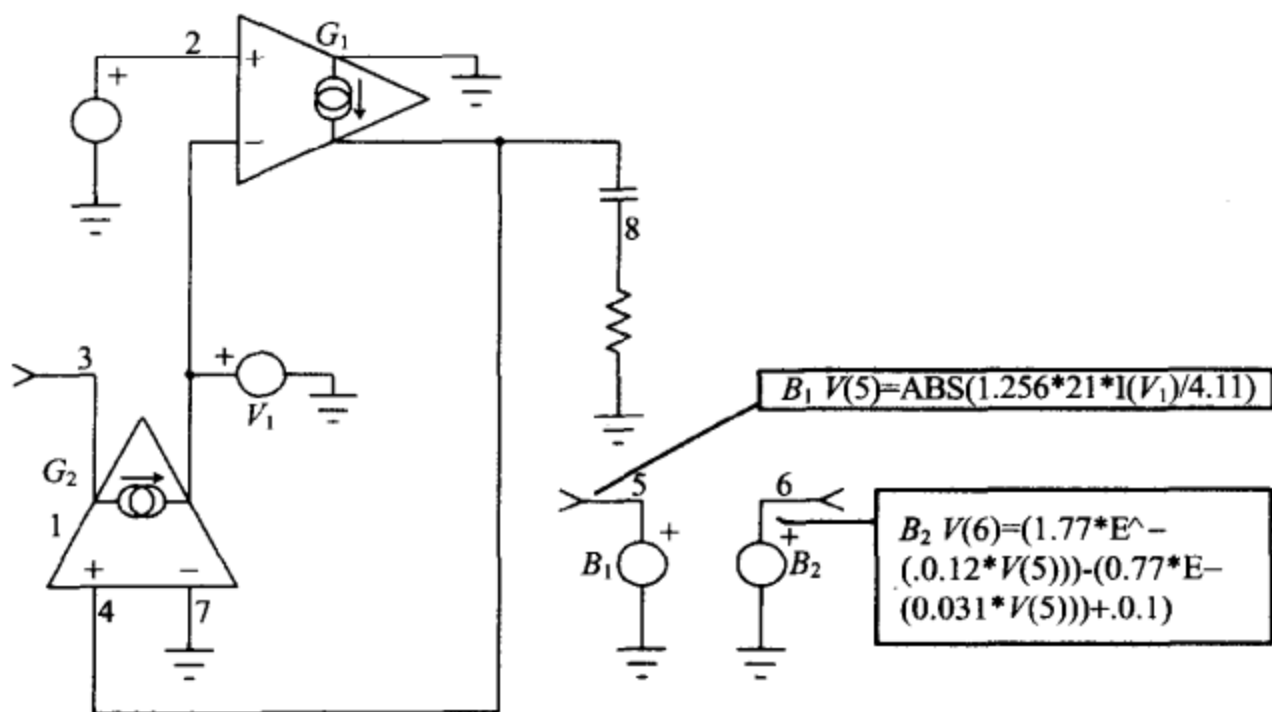 2
+
+
G₁
−
8
3
+
V₁
B₁ V(5)=ABS(1.256*21*I(V₁)/4.11)
G₂
1
+
−
4
7
5
6
+
B₁
+
B₂
B₂ V(6)=(1.77*E^−
(.0.12*V(5)))-(0.77*E−
(0.031*V(5)))+.0.1)